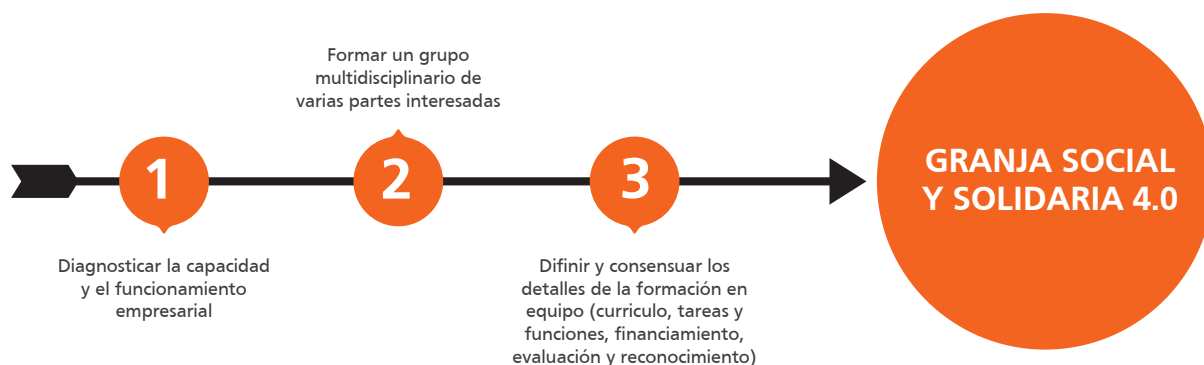 1
Diagnosticar la capacidad
y el funcionamiento
empresarial
Formar un grupo
multidisciplinario de
varias partes interesadas
2
3
Difinir y consensuar los
detalles de la formación en
equipo (curriculo, tareas y
funciones, financiamiento,
evaluación y reconocimiento)
GRANJA SOCIAL
Y SOLIDARIA 4.0